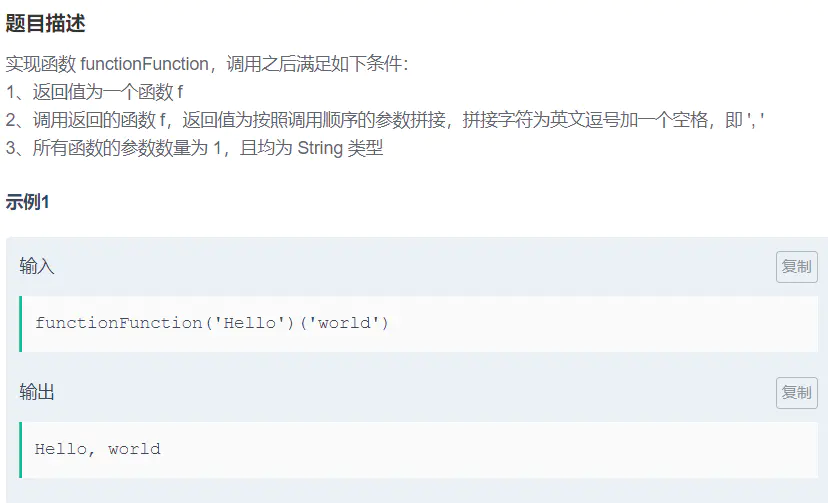 题目描述
实现函数 functionFunction，调用之后满足如下条件：
1、返回值为一个函数 f
2、调用返回的函数 f，返回值为按照调用顺序的参数拼接，拼接字符为英文逗号加一个空格，即 ', '
3、所有函数的参数数量为 1，且均为 String 类型
示例1
输入
复制
functionFunction('Hello')('world')
输出
复制
Hello, world